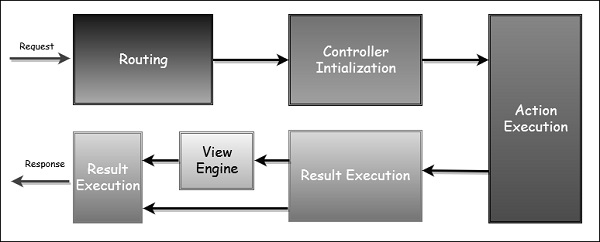 Request
Routing
Controller
Intialization
Action
Execution
Response
Result
Execution
View
Engine
Result Execution